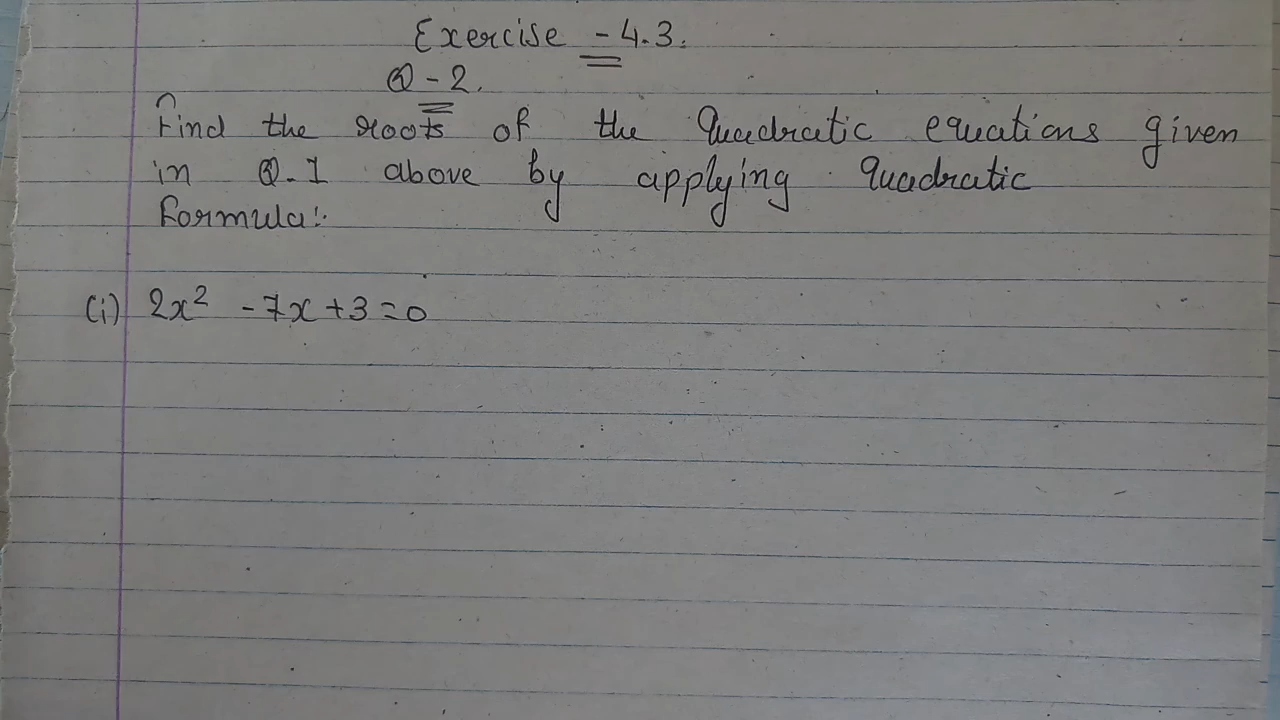 Exercise - 4.3.
Q - 2.
Find the roots of the Quadratic equations given
in Q.1 above by applying Quadratic
Formula:.
(i) 2x² - 7x + 3 = 0